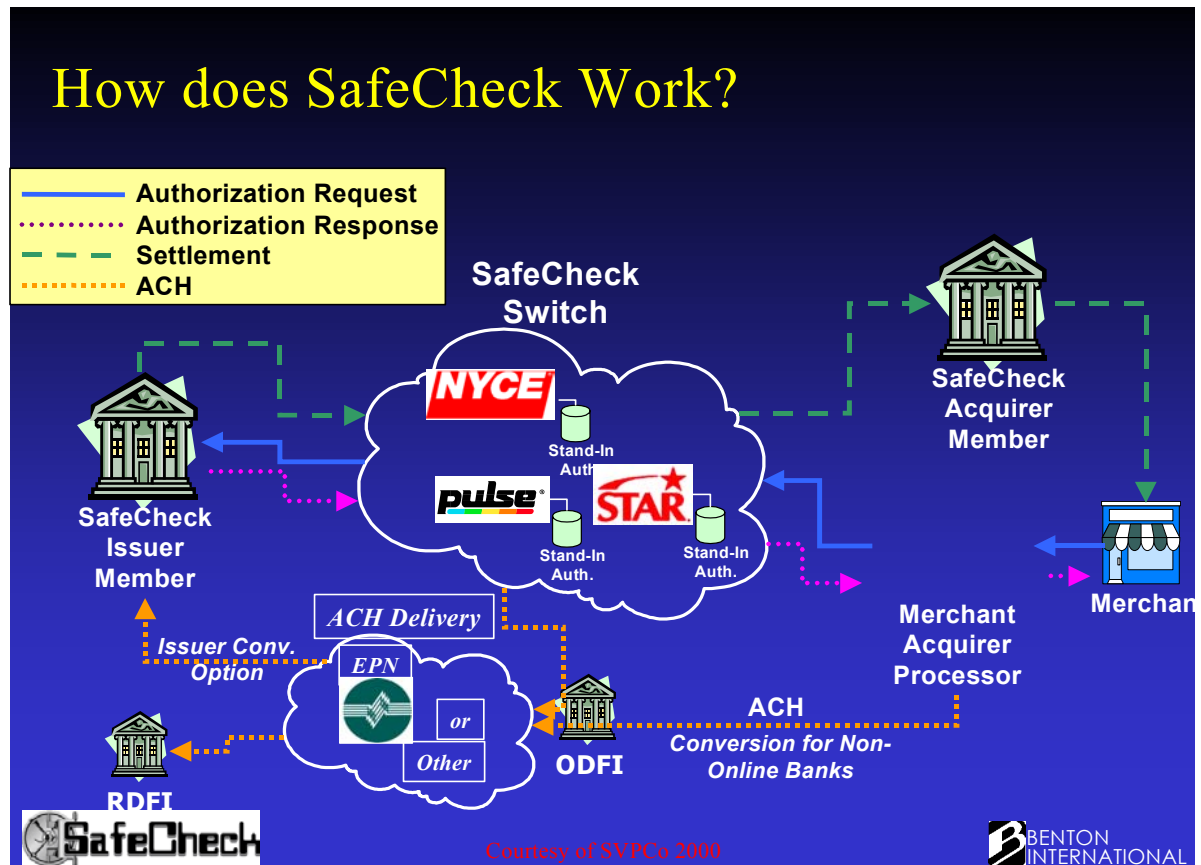 How does SafeCheck Work?
Authorization Request
Authorization Response
Settlement
ACH
SafeCheck
Switch
NYCE
Stand-In
Auth.
pulse
Stand-In
Auth.
STAR
Stand-In
Auth.
SafeCheck
Issuer
Member
SafeCheck
Acquirer
Member
Merchan
Merchant
Acquirer
Processor
ACH Delivery
Issuer Conv.
Option
EPN
or
Other
ODFI
ACH
Conversion for Non-
Online Banks
RDFI
SafeCheck
Courtesy of SVPCo 2000
BENTON
INTERNATIONAL